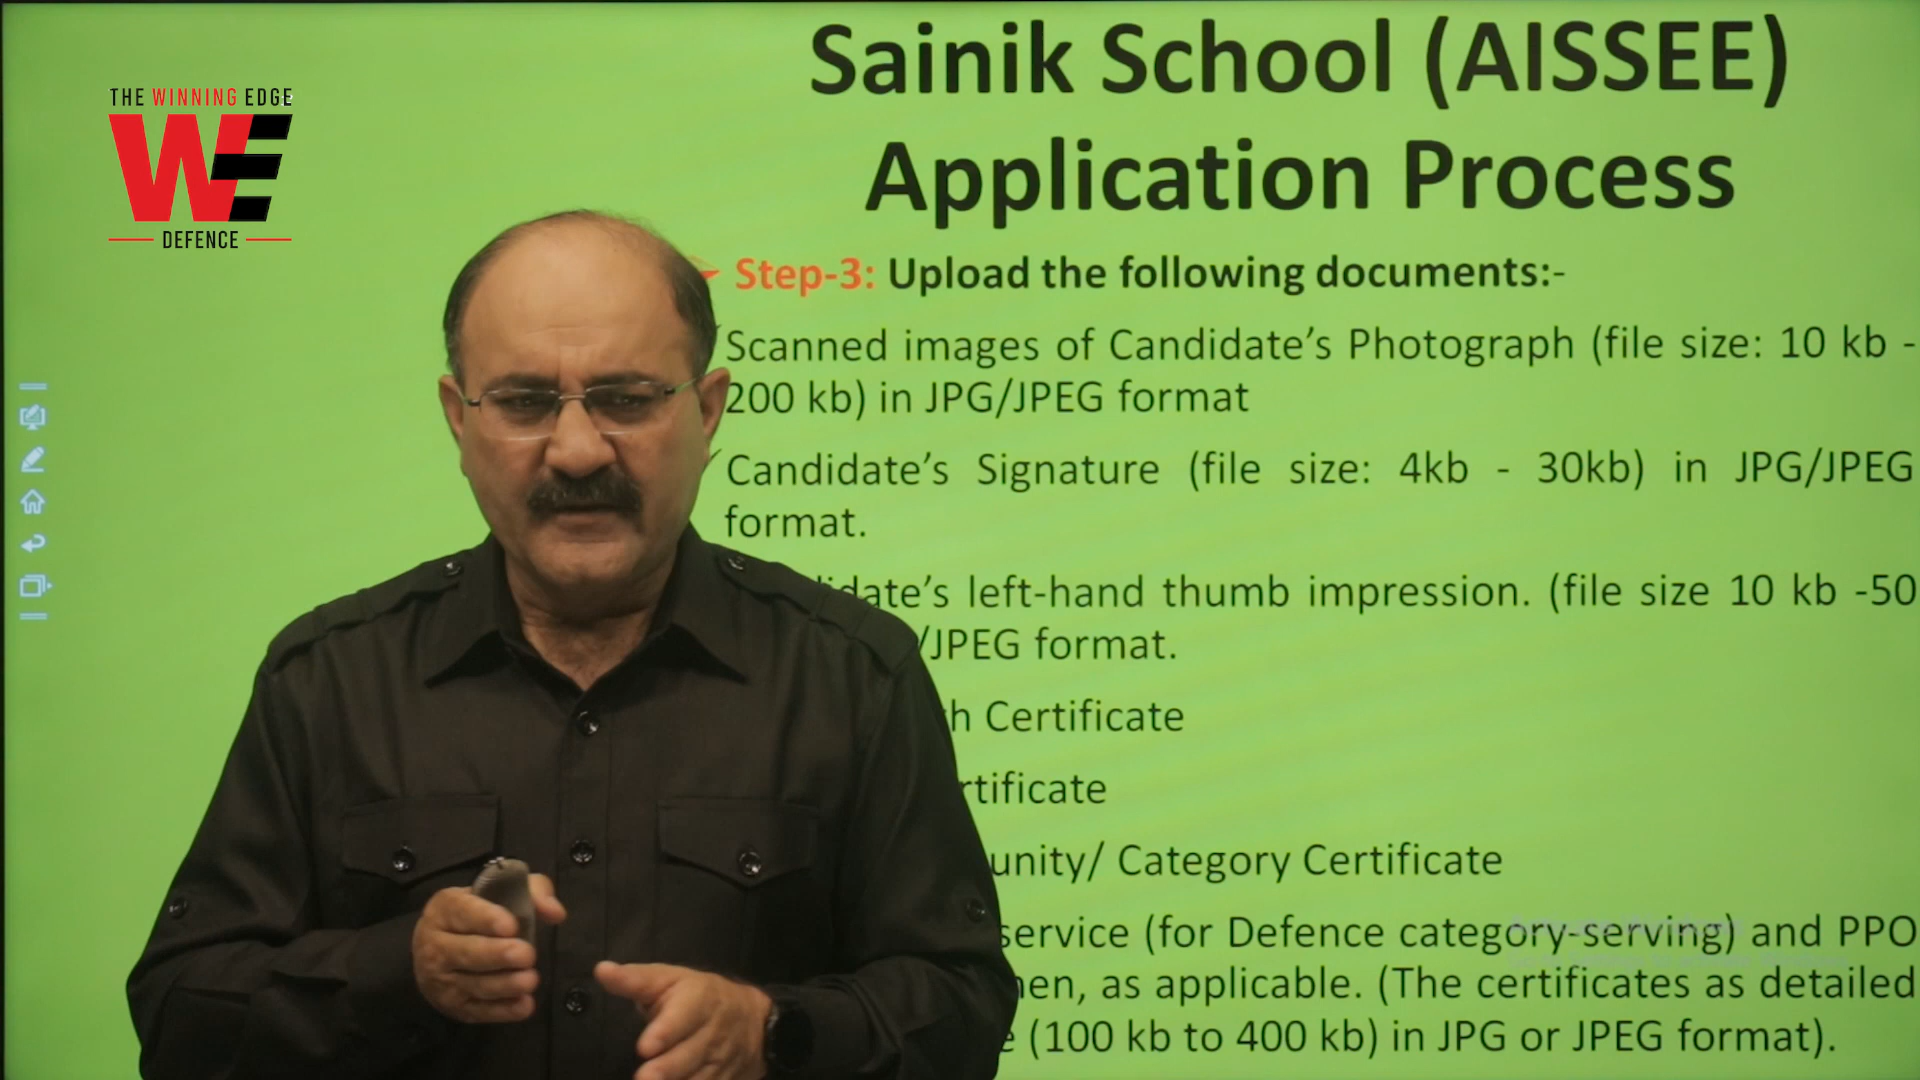 THE WINNING EDGE
WE
DEFENCE
Sainik School (AISSEE)
Application Process
Step-3: Upload the following documents:-
Scanned images of Candidate's Photograph (file size: 10 kb -
200 kb) in JPG/JPEG format
Candidate's Signature (file size: 4kb - 30kb) in JPG/JPEG
format.
left-hand thumb impression. (file size 10 kb -50
/JPEG format.
Certificate
unity/ Category Certificate
service (for Defence category-serving) and PPO
as applicable. (The certificates as detailed
(100 kb to 400 kb) in JPG or JPEG format).